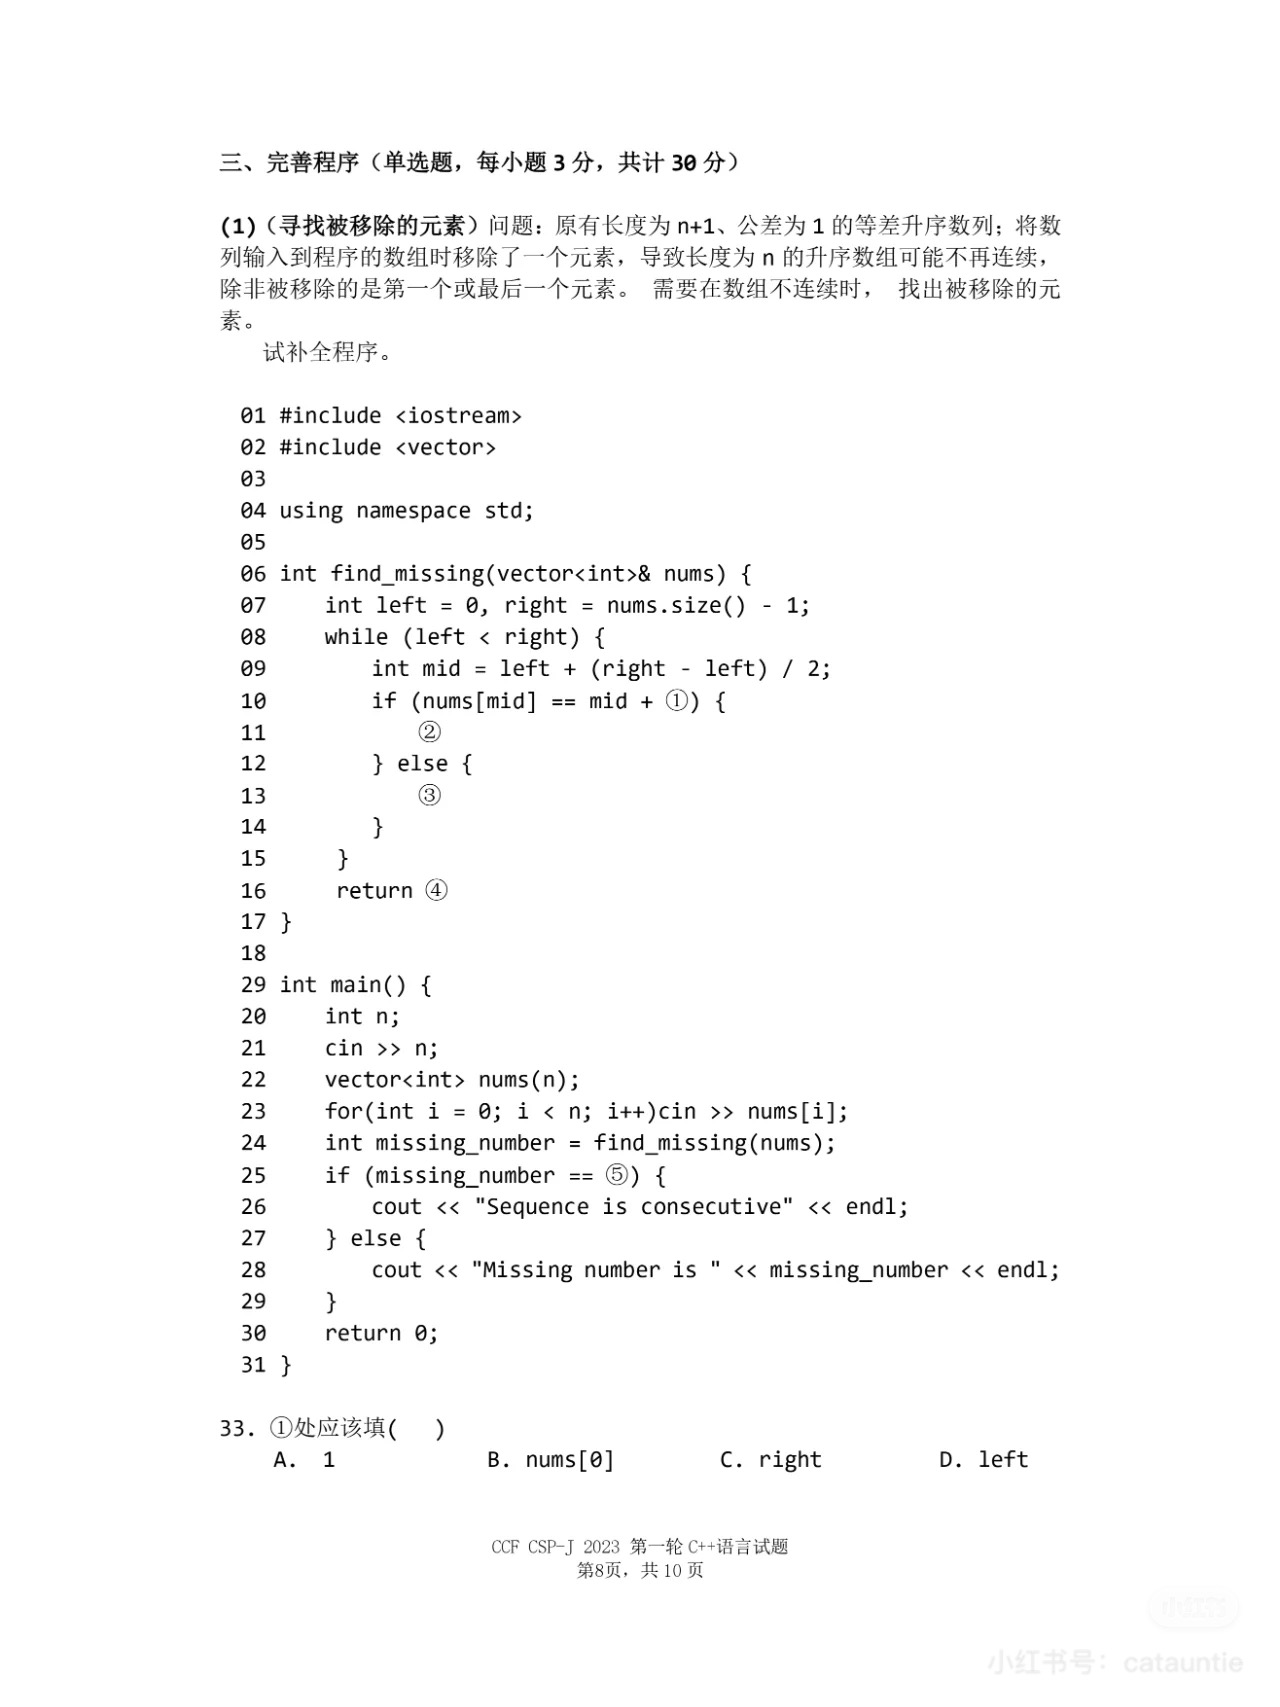 三、完善程序（单选题，每小题 3 分，共计 30 分）
(1)（寻找被移除的元素）问题：原有长度为 n+1、公差为 1 的等差升序数列；将数
列输入到程序的数组时移除了一个元素，导致长度为 n 的升序数组可能不再连续，
除非被移除的是第一个或最后一个元素。 需要在数组不连续时， 找出被移除的元
素。
试补全程序。
01 #include <iostream>
02 #include <vector>
03
04 using namespace std;
05
06 int find_missing(vector<int>& nums) {
07 int left = 0, right = nums.size() - 1;
08 while (left < right) {
09 int mid = left + (right - left) / 2;
10 if (nums[mid] == mid + ①) {
11 ②
12 } else {
13 ③
14 }
15 }
16 return ④
17 }
18
29 int main() {
20 int n;
21 cin >> n;
22 vector<int> nums(n);
23 for(int i = 0; i < n; i++)cin >> nums[i];
24 int missing_number = find_missing(nums);
25 if (missing_number == ⑤) {
26 cout << "Sequence is consecutive" << endl;
27 } else {
28 cout << "Missing number is " << missing_number << endl;
29 }
30 return 0;
31 }
33. ①处应该填( )
A. 1 B. nums[0] C. right D. left
CCF CSP-J 2023 第一轮 C++语言试题
第8页，共 10 页
小红书
小红书号：catauntie